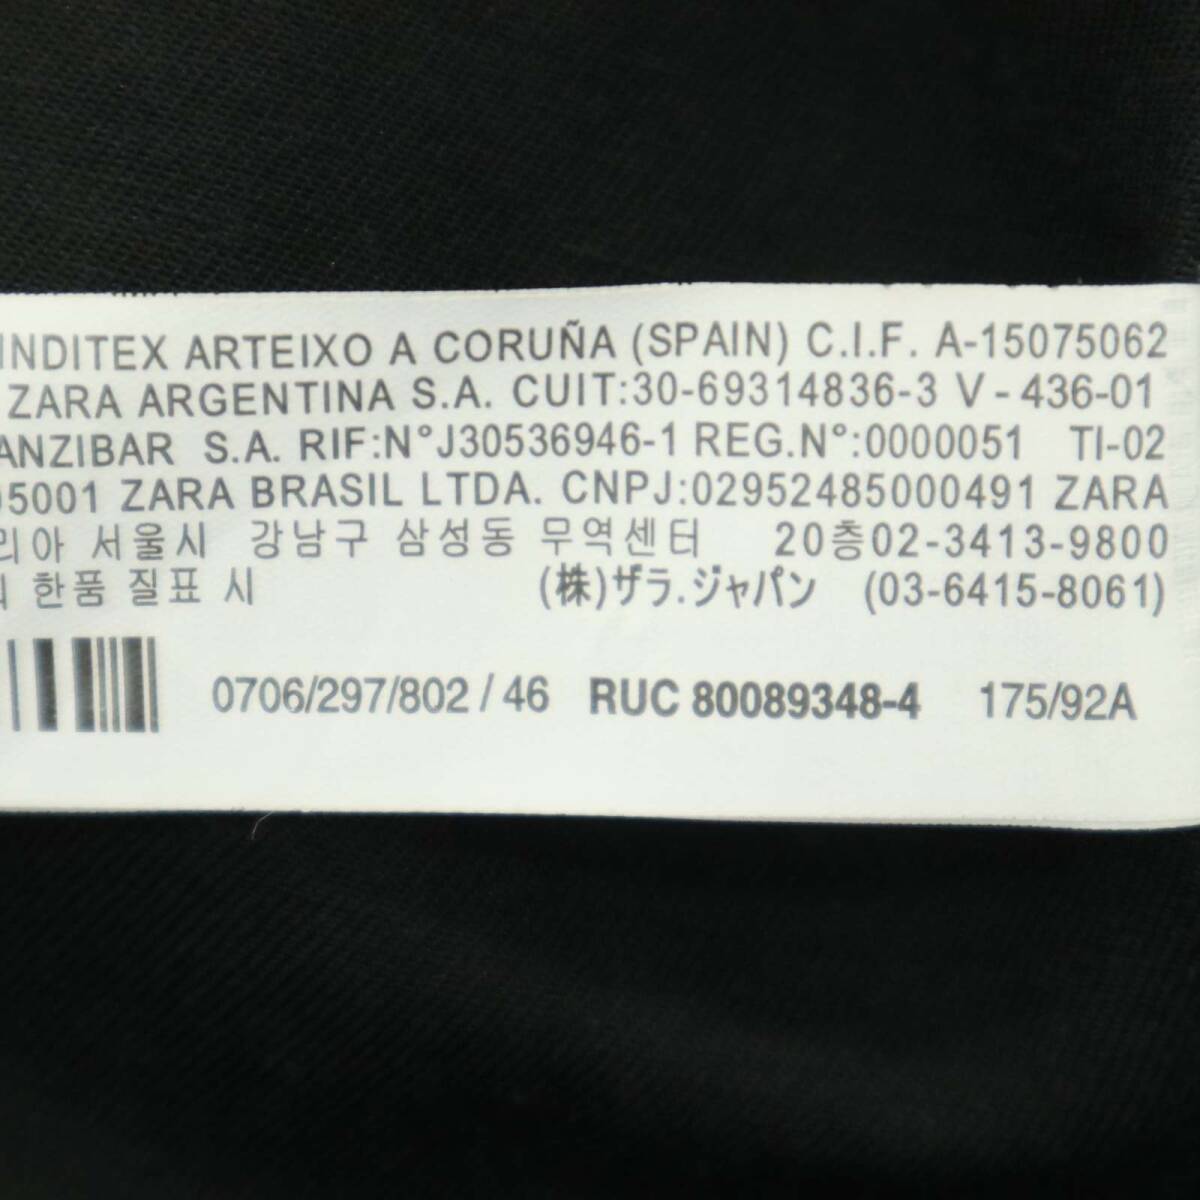 INDITEX ARTEIXO A CORUÑA (SPAIN) C.I.F. A-15075062
ZARA ARGENTINA S.A. CUIT:30-69314836-3 V - 436-01
ANZIBAR S.A. RIF:N°J30536946-1 REG.N°:0000051 TI-02
05001 ZARA BRASIL LTDA. CNPJ:02952485000491 ZARA
리아 서울시 강남구 삼성동 무역센터 20층02-3413-9800
한품 질표 시 (株)ザラ.ジャパン (03-6415-8061)
0706/297/802 / 46 RUC 80089348-4 175/92A